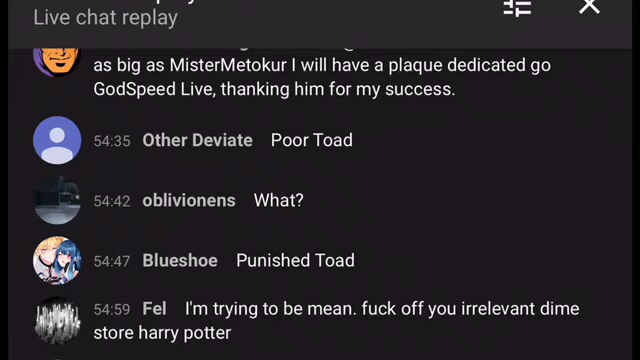 Live chat replay
as big as MisterMetokur I will have a plaque dedicated go
GodSpeed Live, thanking him for my success.
54:35 Other Deviate Poor Toad
54:42 oblivionens What?
54:47 Blueshoe Punished Toad
54:59 Fel I'm trying to be mean. fuck off you irrelevant dime
store harry potter